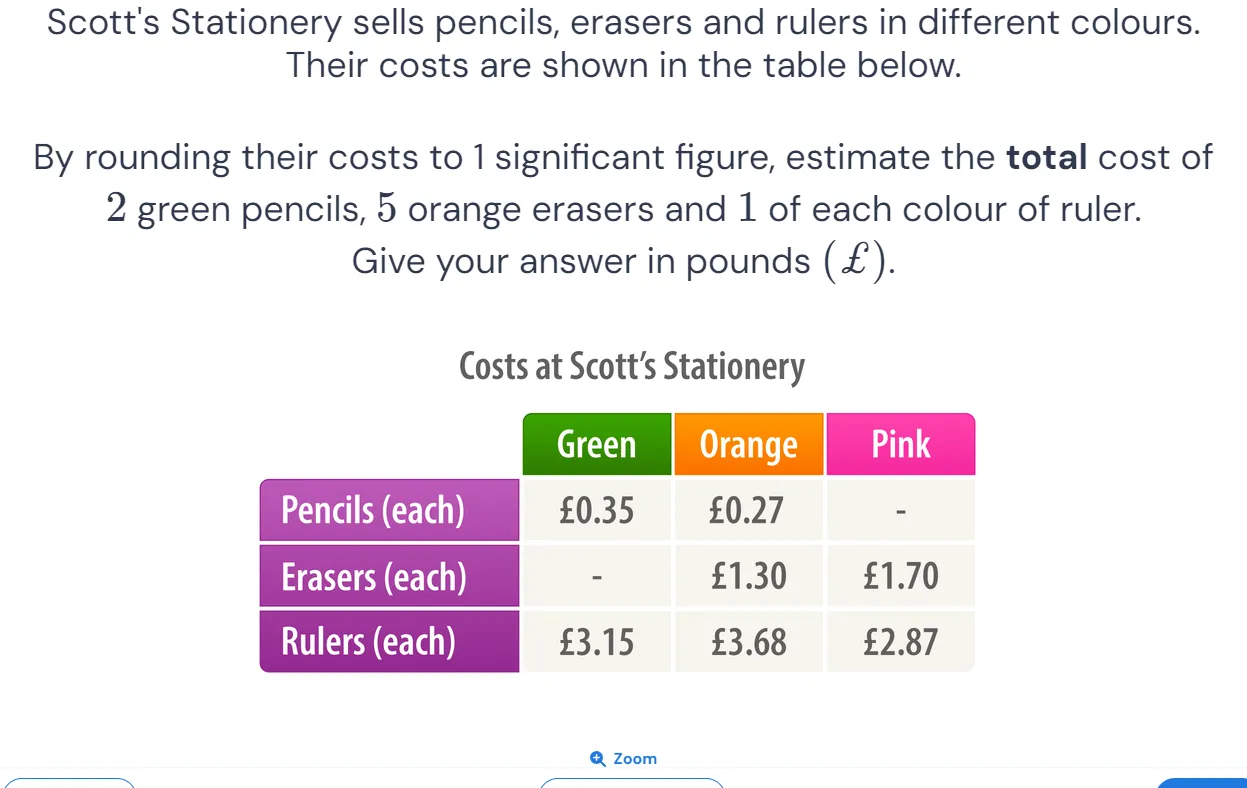 Scott's Stationery sells pencils, erasers and rulers in different colours.
Their costs are shown in the table below.
By rounding their costs to 1 significant figure, estimate the total cost of
2 green pencils, 5 orange erasers and 1 of each colour of ruler.
Give your answer in pounds (£).
Costs at Scott’s Stationery
Green Orange Pink
Pencils (each) £0.35 £0.27 -
Erasers (each) - £1.30 £1.70
Rulers (each) £3.15 £3.68 £2.87
Zoom